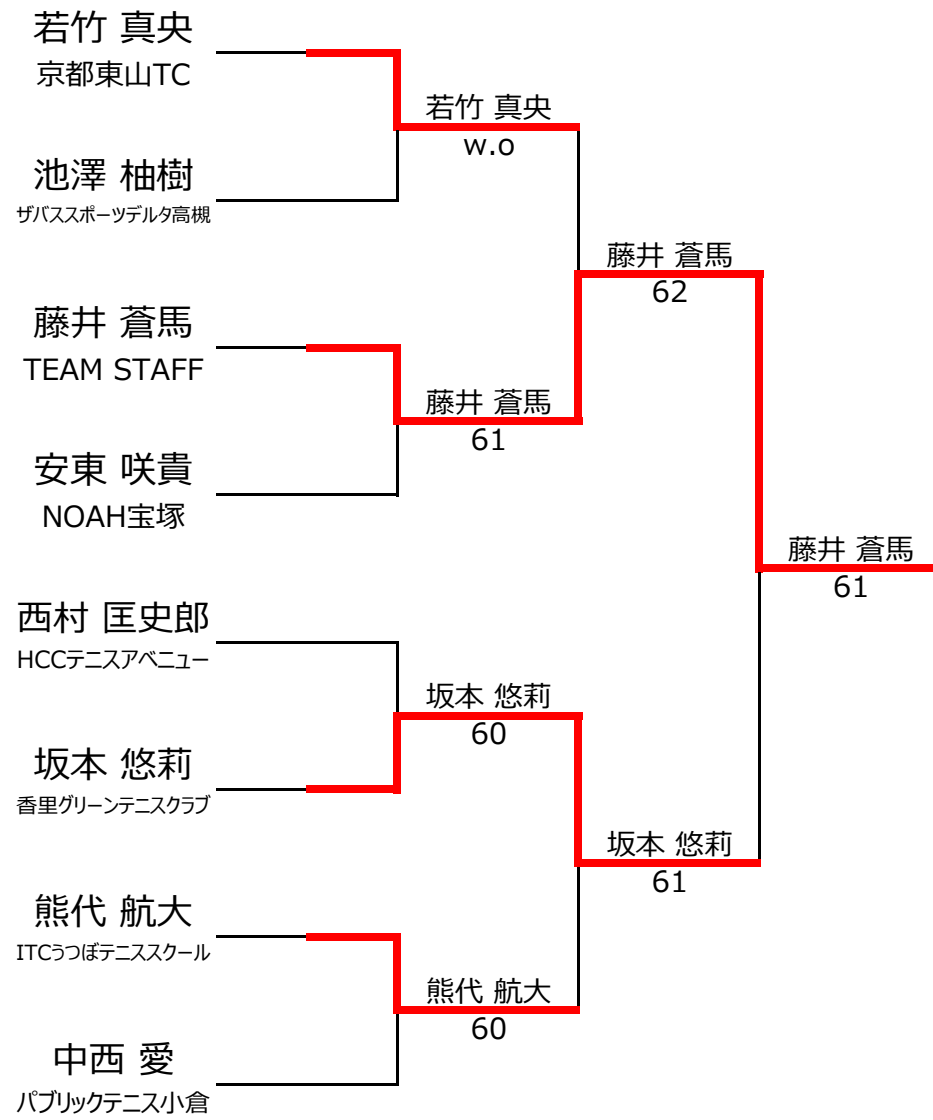 若竹 真央
京都東山TC
池澤 柚樹
ザバススポーツデルタ高槻
藤井 蒼馬
TEAM STAFF
安東 咲貴
NOAH宝塚
西村 匡史郎
HCCテニスアベニュー
坂本 悠莉
香里グリーンテニスクラブ
熊代 航大
ITCうつぼテニススクール
中西 愛
パブリックテニス小倉
若竹 真央
w.o
藤井 蒼馬
61
坂本 悠莉
60
熊代 航大
60
藤井 蒼馬
62
坂本 悠莉
61
藤井 蒼馬
61